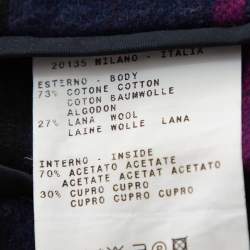 20135 MILANO - ITALIA
ESTERNO - BODY
73% COTONE COTTON
COTON BAUMWOLLE
ALGODON
27% LANA WOOL
LAINE WOLLE LANA
INTERNO - INSIDE
70% ACETATO ACETATE
ACETATE ACETAT ACETATO
30% CUPRO CUPRO
CUPRO CUPRO CUPRO